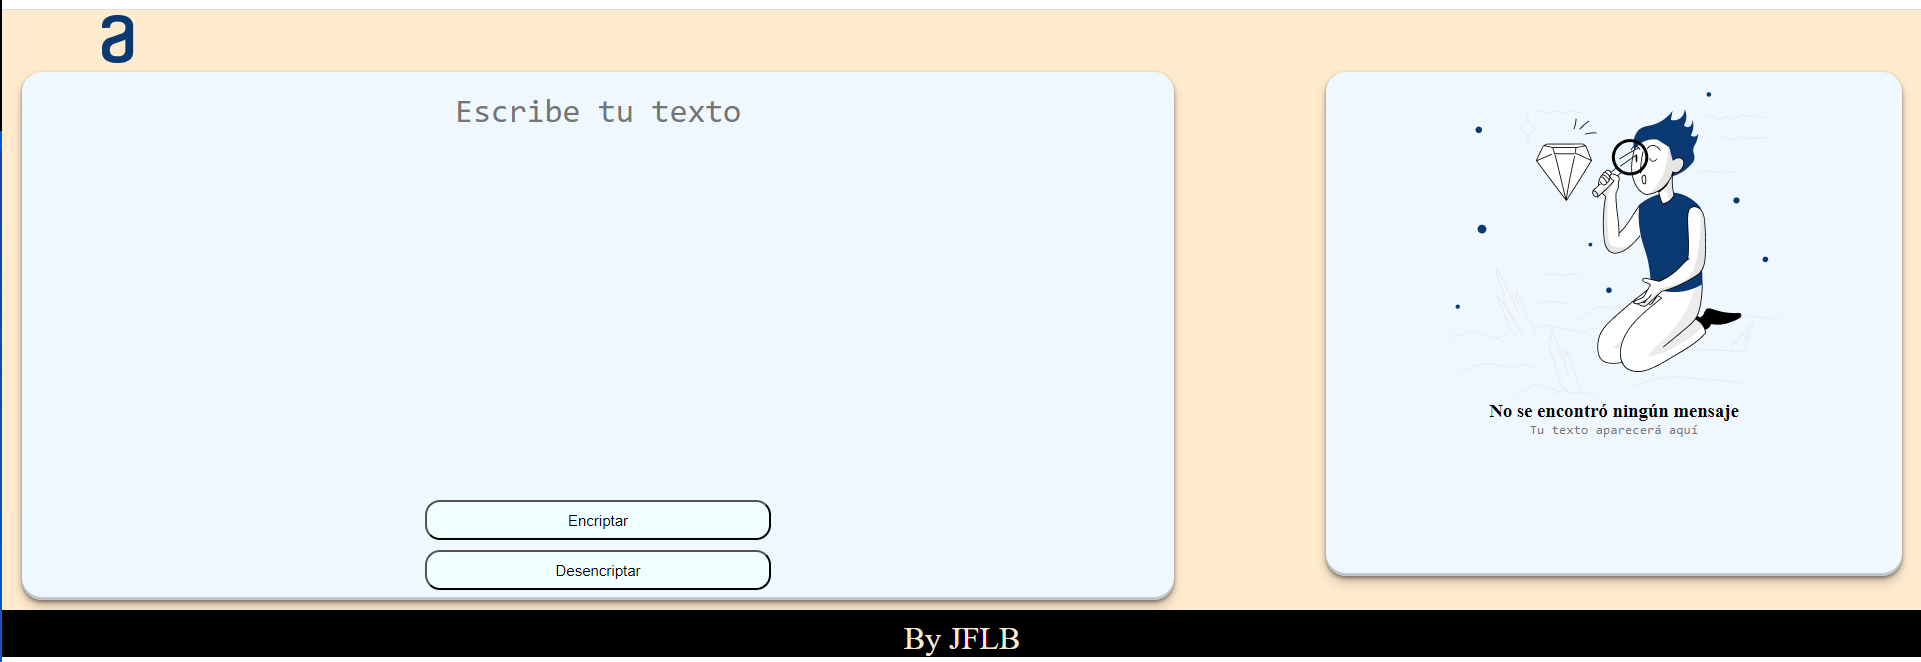 a
Escribe tu texto
Encriptar
Desencriptar
No se encontró ningún mensaje
Tu texto aparecerá aquí
By JFLB